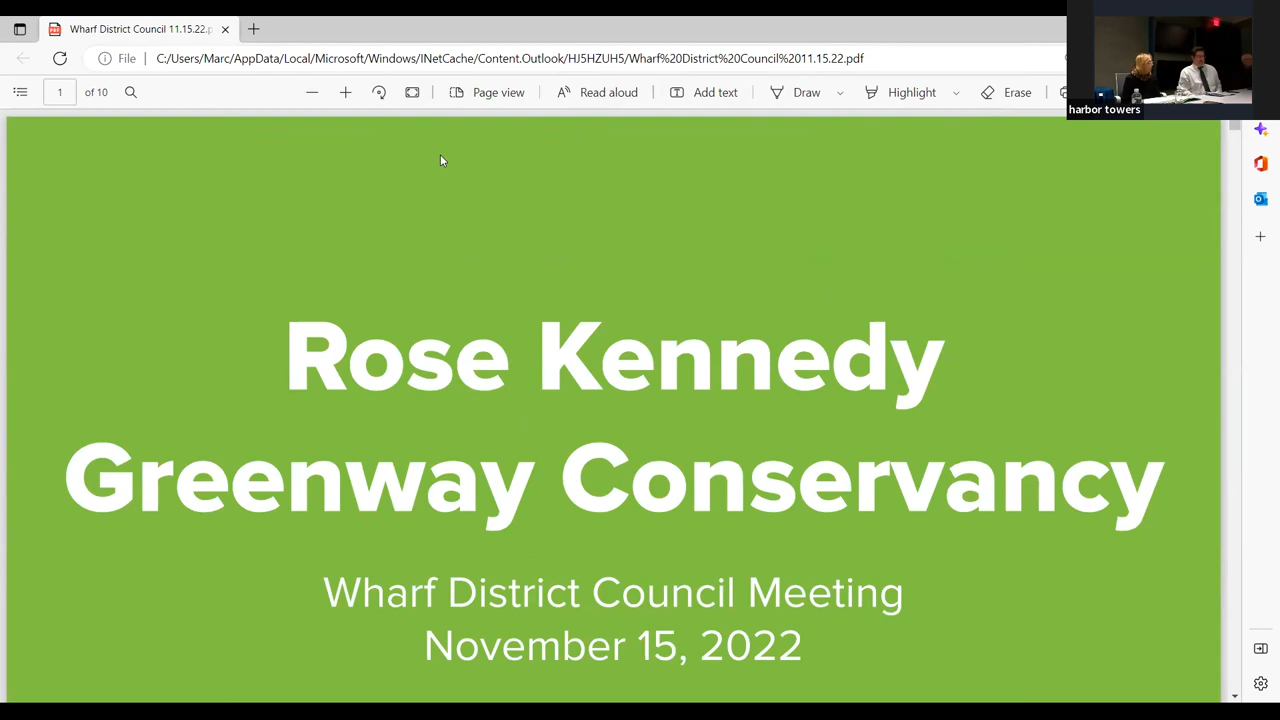 Wharf District Council 11.15.22.p
File
C:/Users/Marc/AppData/Local/Microsoft/Windows/INetCache/Content.Outlook/HJ5HZUH5/Wharf%20District%20Council%2011.15.22.pdf
1 of 10
Page view
Read aloud
Add text
Draw
Highlight
Erase
harbor towers
Rose Kennedy
Greenway Conservancy
Wharf District Council Meeting
November 15, 2022